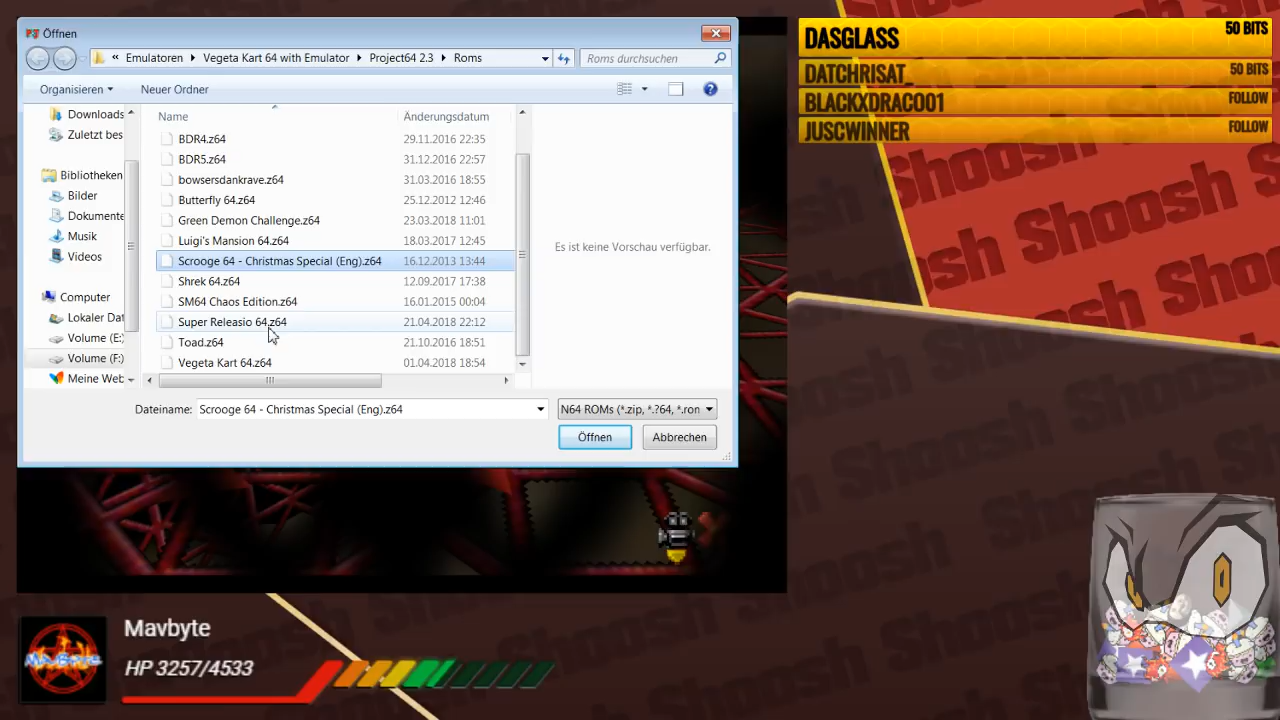 Öffnen
Emulatoren
Vegeta Kart 64 with Emulator
Project64 2.3
Roms
Roms durchsuchen
Organisieren
Neuer Ordner
Name
Änderungsdatum
Downloads
Zuletzt bes
Bibliotheken
Bilder
Dokumente
Musik
Videos
Computer
Lokaler Dat
Volume (E:)
Volume (F:)
Meine Web
BDR4.z64 29.11.2016 22:35
BDR5.z64 31.12.2016 22:57
bowsersdankrave.z64 31.03.2016 18:55
Butterfly 64.z64 25.12.2012 12:46
Green Demon Challenge.z64 23.03.2018 11:01
Luigi's Mansion 64.z64 18.03.2017 12:45
Scrooge 64 - Christmas Special (Eng).z64 16.12.2013 13:44
Shrek 64.z64 12.09.2017 17:38
SM64 Chaos Edition.z64 16.01.2015 00:04
Super Releasio 64.z64 21.04.2018 22:12
Toad.z64 21.10.2016 18:51
Vegeta Kart 64.z64 01.04.2018 18:54
Es ist keine Vorschau verfügbar.
Dateiname:
Scrooge 64 - Christmas Special (Eng).z64
N64 ROMs (*.zip, *.?64, *.ron
Öffnen
Abbrechen
DASGLASS 50 BITS
DATCHRISAT_ 50 BITS
BLACKXDRACO01 FOLLOW
JUSCWINNER FOLLOW
Shoosh Shoosh Shoosh
Mavbyte
HP 3257/4533